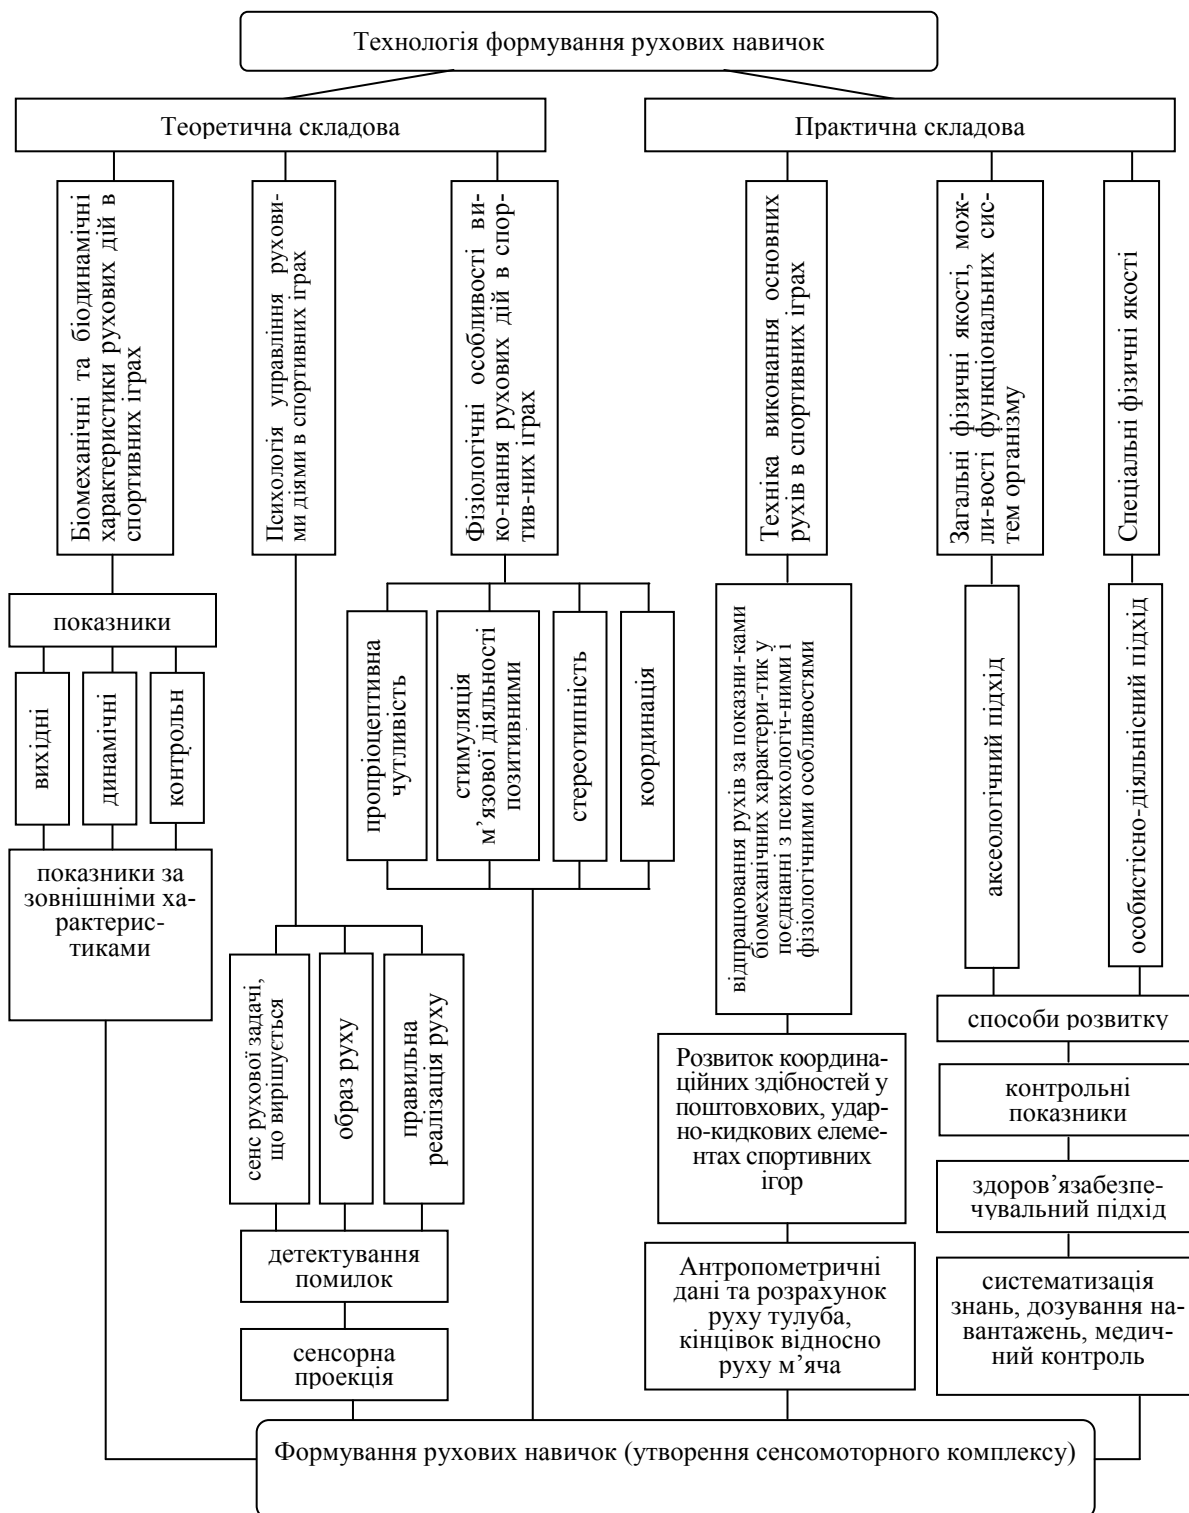 Технологія формування рухових навичок
Теоретична складова
Практична складова
Біомеханічні та біодинамічні
характеристики рухових дій в
спортивних іграх
Психологія управління рухови-
ми діями в спортивних іграх
Фізіологічні особливості ви-
ко-нання рухових дій в спор-
тив-них іграх
Техніка виконання основних
рухів в спортивних іграх
Загальні фізичні якості, мож-
ли-вості функціональних сис-
тем організму
Спеціальні фізичні якості
показники
вихідні
динамічні
контрольн
показники за
зовнішніми ха-
рактерис-
тиками
пропріоцептивна
чутливість
стимуляція
м’язової діяльності
позитивними
стереотипність
координація
сенс рухової задачі,
що вирішується
образ руху
правильна
реалізація руху
детектування
помилок
сенсорна
проекція
відпрацювання рухів за показни-ками
біомеханічних характери-тик у
поєднанні з психологіч-ними і
фізіологічними особливостями
Розвиток координа-
ційних здібностей у
поштовхових, удар-
но-кидкових елемен-
тах спортивних
ігор
Антропометричні
дані та розрахунок
руху тулуба,
кінцівок відносно
руху м’яча
аксеологічний підхід
особистісно-діяльнісний підхід
способи розвитку
контрольні
показники
здоров’язабезпе-
чувальний підхід
систематизація
знань, дозування на-
вантажень, медич-
ний контроль
Формування рухових навичок (утворення сенсомоторного комплексу)